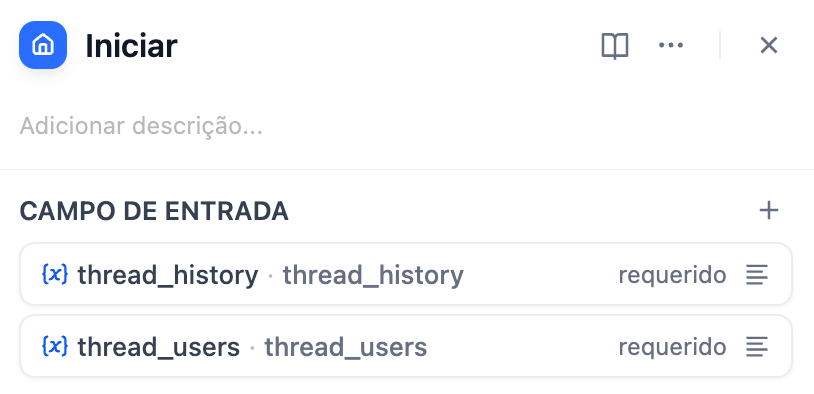 Iniciar
Adicionar descrição...
CAMPO DE ENTRADA
{x} thread_history · thread_history requerido
{x} thread_users · thread_users requerido